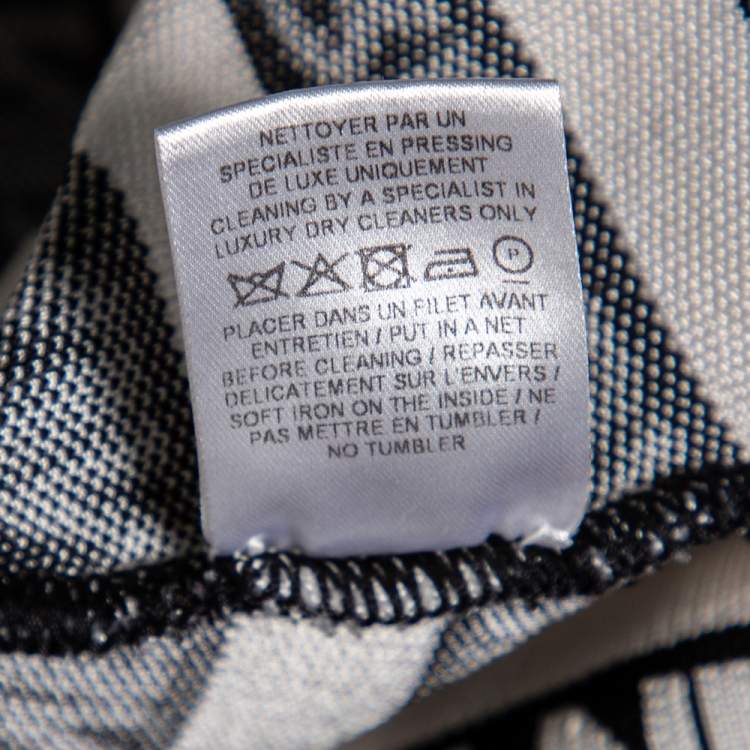 NETTOYER PAR UN
SPECIALISTE EN PRESSING
DE LUXE UNIQUEMENT
CLEANING BY A SPECIALIST IN
LUXURY DRY CLEANERS ONLY
P
PLACER DANS UN FILET AVANT
ENTRETIEN / PUT IN A NET
BEFORE CLEANING / REPASSER
DELICATEMENT SUR L'ENVERS /
SOFT IRON ON THE INSIDE / NE
PAS METTRE EN TUMBLER /
NO TUMBLER